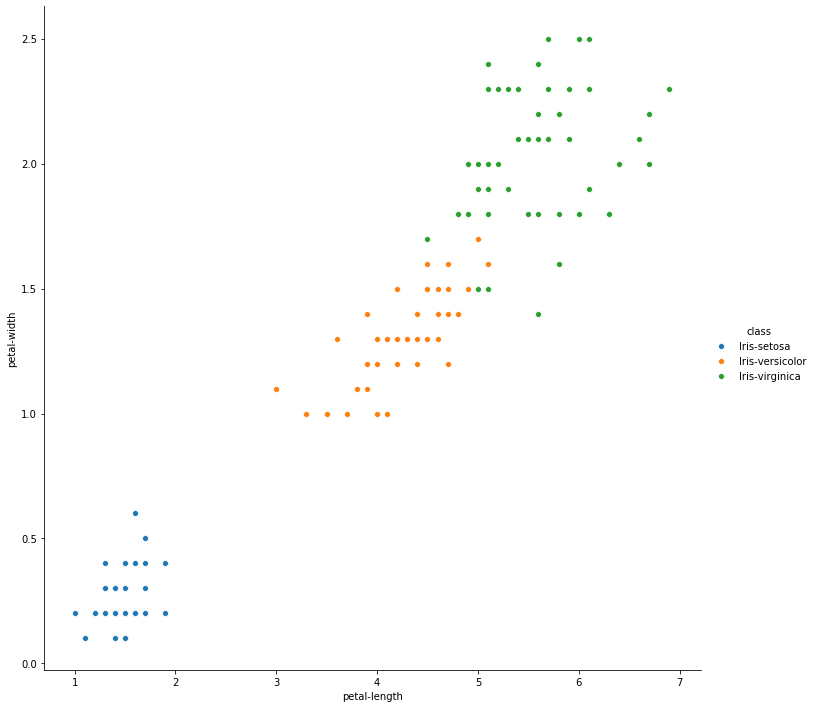 2.5
2.0
1.5
petal-width
1.0
0.5
0.0
1 2 3 4 5 6 7
petal-length
class
Iris-setosa
Iris-versicolor
Iris-virginica